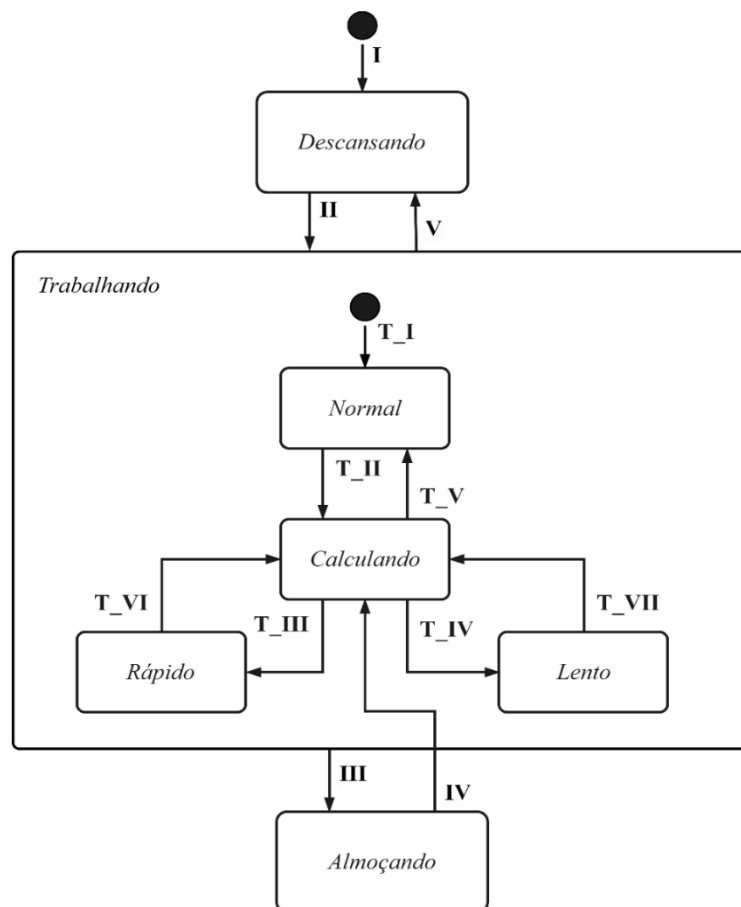 I
Descansando
II
V
Trabalhando
T_I
Normal
T_II
T_V
Calculando
T_VI
T_III
T_IV
T_VII
Rápido
Lento
III
IV
Almoçando